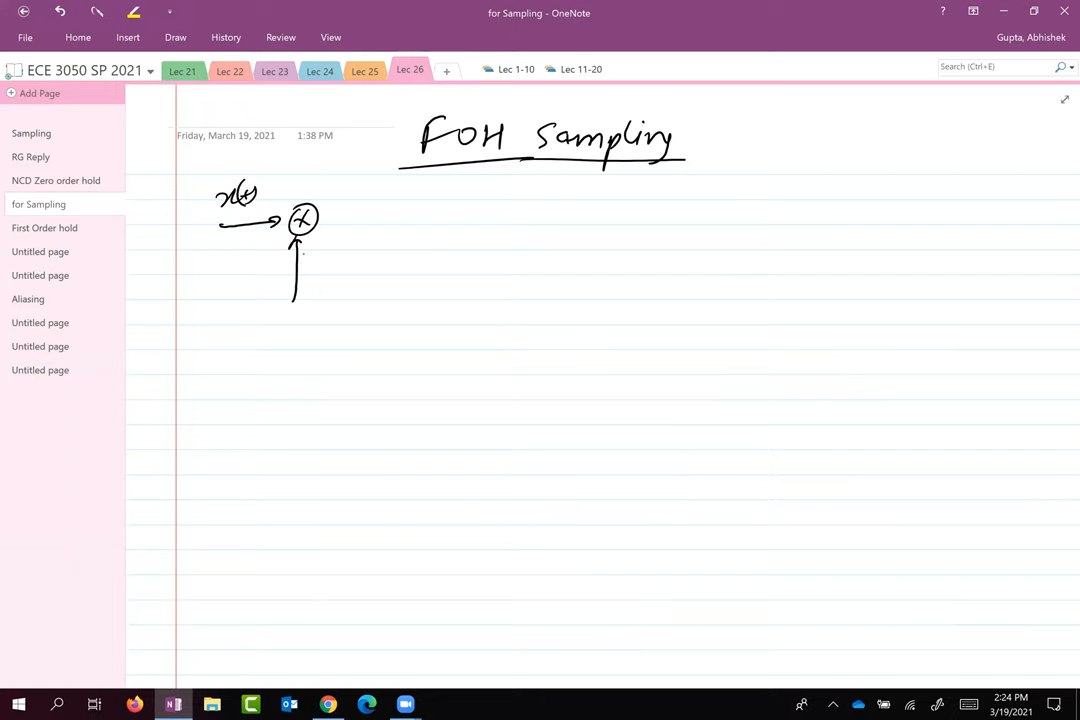 for Sampling - OneNote
File Home Insert Draw History Review View
Gupta, Abhishek
ECE 3050 SP 2021
Lec 21 Lec 22 Lec 23 Lec 24 Lec 25 Lec 26
Lec 1-10 Lec 11-20
Search (Ctrl+E)
Add Page
Sampling
RG Reply
NCD Zero order hold
for Sampling
First Order hold
Untitled page
Untitled page
Aliasing
Untitled page
Untitled page
Untitled page
Friday, March 19, 2021 1:38 PM
FOH Sampling
x(t)
×
2:24 PM
3/19/2021